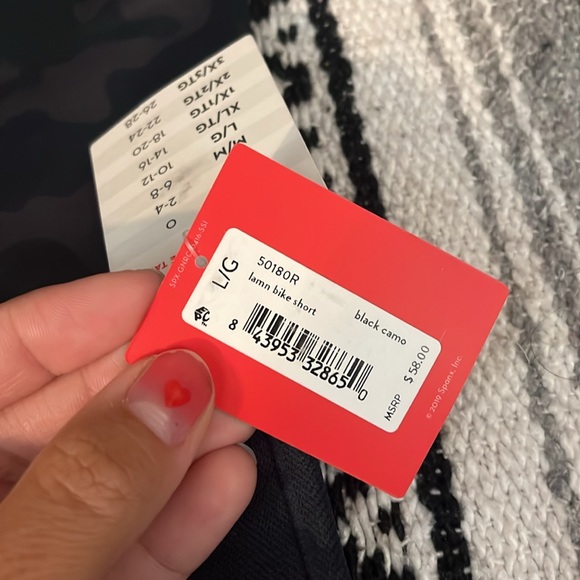 3X/3TG
2X/2TG
1X/1TG
XL/TG
L/G
M/M
26-28
22-24
18-20
14-16
10-12
6-8
2-4
0
L/G
50180R
lamn bike short
black camo
8 43953 32865 0
MSRP $58.00
© 2019 Spanx, Inc.